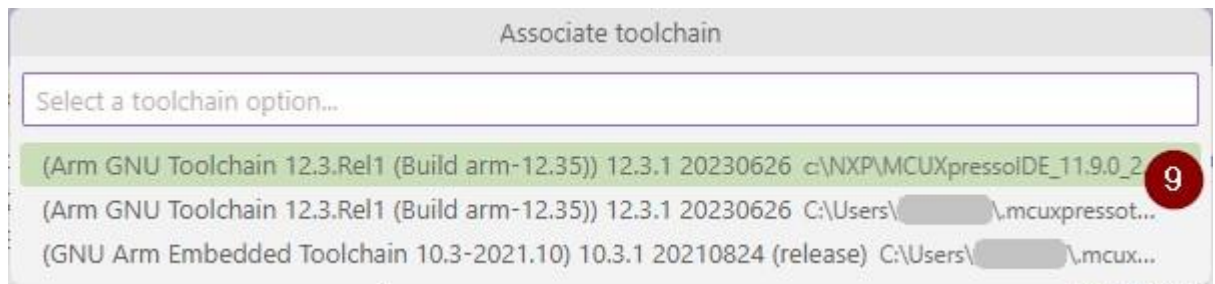 Associate toolchain
Select a toolchain option...
(Arm GNU Toolchain 12.3.Rel1 (Build arm-12.35)) 12.3.1 20230626 c:\NXP\MCUXpressoIDE_11.9.0_2...
9
(Arm GNU Toolchain 12.3.Rel1 (Build arm-12.35)) 12.3.1 20230626 C:\Users\ \.mcuxpressot...
(GNU Arm Embedded Toolchain 10.3-2021.10) 10.3.1 20210824 (release) C:\Users\ \.mcux...